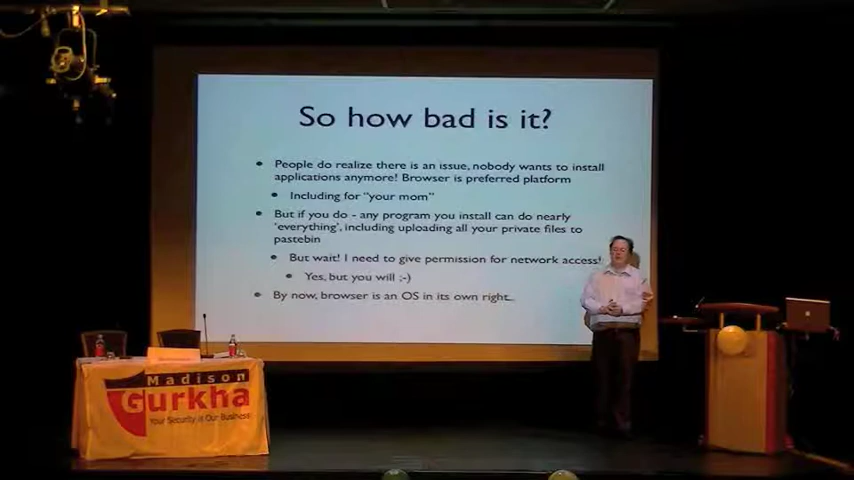 So how bad is it?
• People do realize there is an issue, nobody wants to install
applications anymore! Browser is preferred platform
• Including for "your mom"
• But if you do - any program you install can do nearly
'everything', including uploading all your private files to
pastebin
• But wait! I need to give permission for network access!
• Yes, but you will ;-)
• By now, browser is an OS in its own right_
Madison
Gurkha
Your Security is Our Business